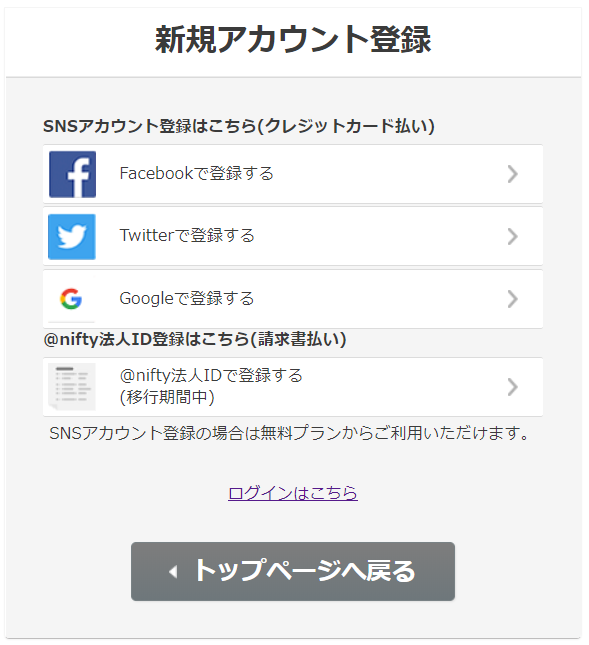 新規アカウント登録
SNSアカウント登録はこちら(クレジットカード払い)
Facebookで登録する
Twitterで登録する
Googleで登録する
@nifty法人ID登録はこちら(請求書払い)
@nifty法人IDで登録する
(移行期間中)
SNSアカウント登録の場合は無料プランからご利用いただけます。
ログインはこちら
トップページへ戻る